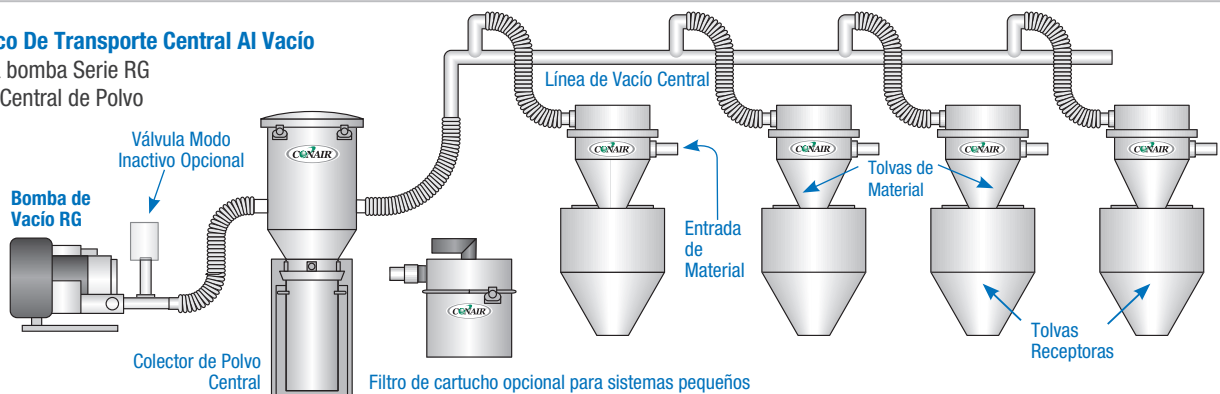 co De Transporte Central Al Vacío
bomba Serie RG
Central de Polvo
Válvula Modo
Inactivo Opcional
Bomba de
Vacío RG
CONAIR
Colector de Polvo
Central
CONAIR
Filtro de cartucho opcional para sistemas pequeños
Línea de Vacío Central
CONAIR
CONAIR
CONAIR
CONAIR
Entrada
de
Material
Tolvas de
Material
Tolvas
Receptoras